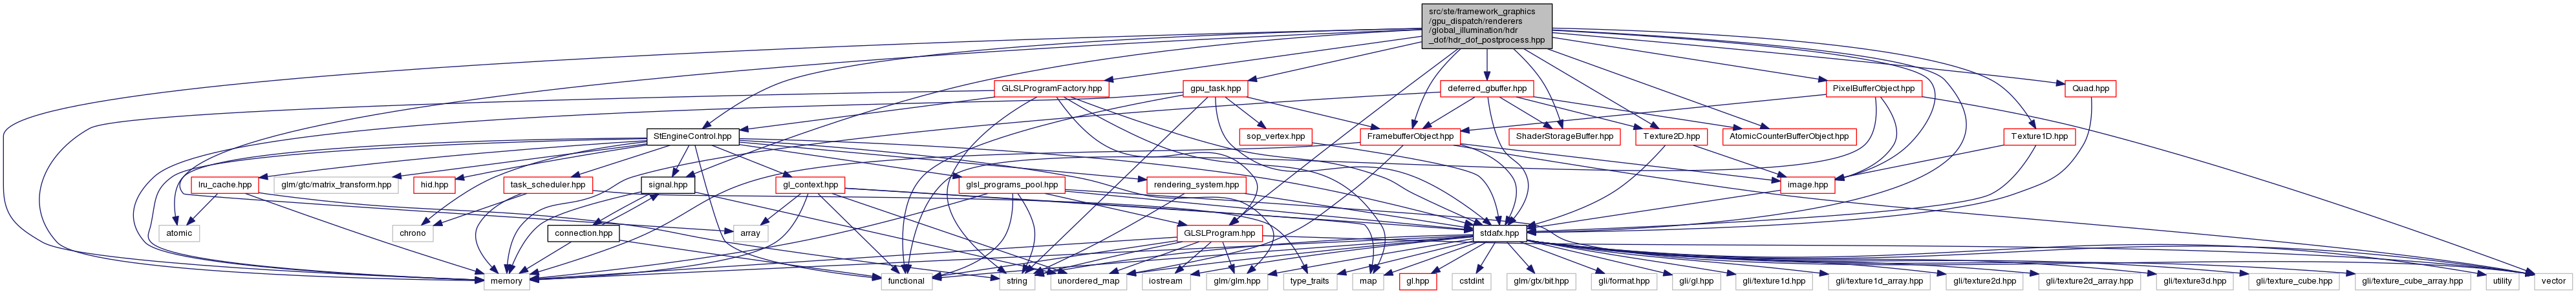 src/ste/framework_graphics
/gpu_dispatch/renderers
/global_illumination/hdr
_dof/hdr_dof_postprocess.hpp
GLSLProgramFactory.hpp
gpu_task.hpp
deferred_gbuffer.hpp
PixelBufferObject.hpp
Quad.hpp
StEngineControl.hpp
sop_vertex.hpp
FramebufferObject.hpp
ShaderStorageBuffer.hpp
Texture2D.hpp
AtomicCounterBufferObject.hpp
Texture1D.hpp
lru_cache.hpp
glm/gtc/matrix_transform.hpp
hid.hpp
task_scheduler.hpp
signal.hpp
gl_context.hpp
glsl_programs_pool.hpp
rendering_system.hpp
image.hpp
atomic
chrono
connection.hpp
array
GLSLProgram.hpp
stdafx.hpp
memory
functional
string
unordered_map
iostream
glm/glm.hpp
type_traits
map
gl.hpp
cstdint
glm/gtx/bit.hpp
gli/format.hpp
gli/gl.hpp
gli/texture1d.hpp
gli/texture1d_array.hpp
gli/texture2d.hpp
gli/texture2d_array.hpp
gli/texture3d.hpp
gli/texture_cube.hpp
gli/texture_cube_array.hpp
utility
vector